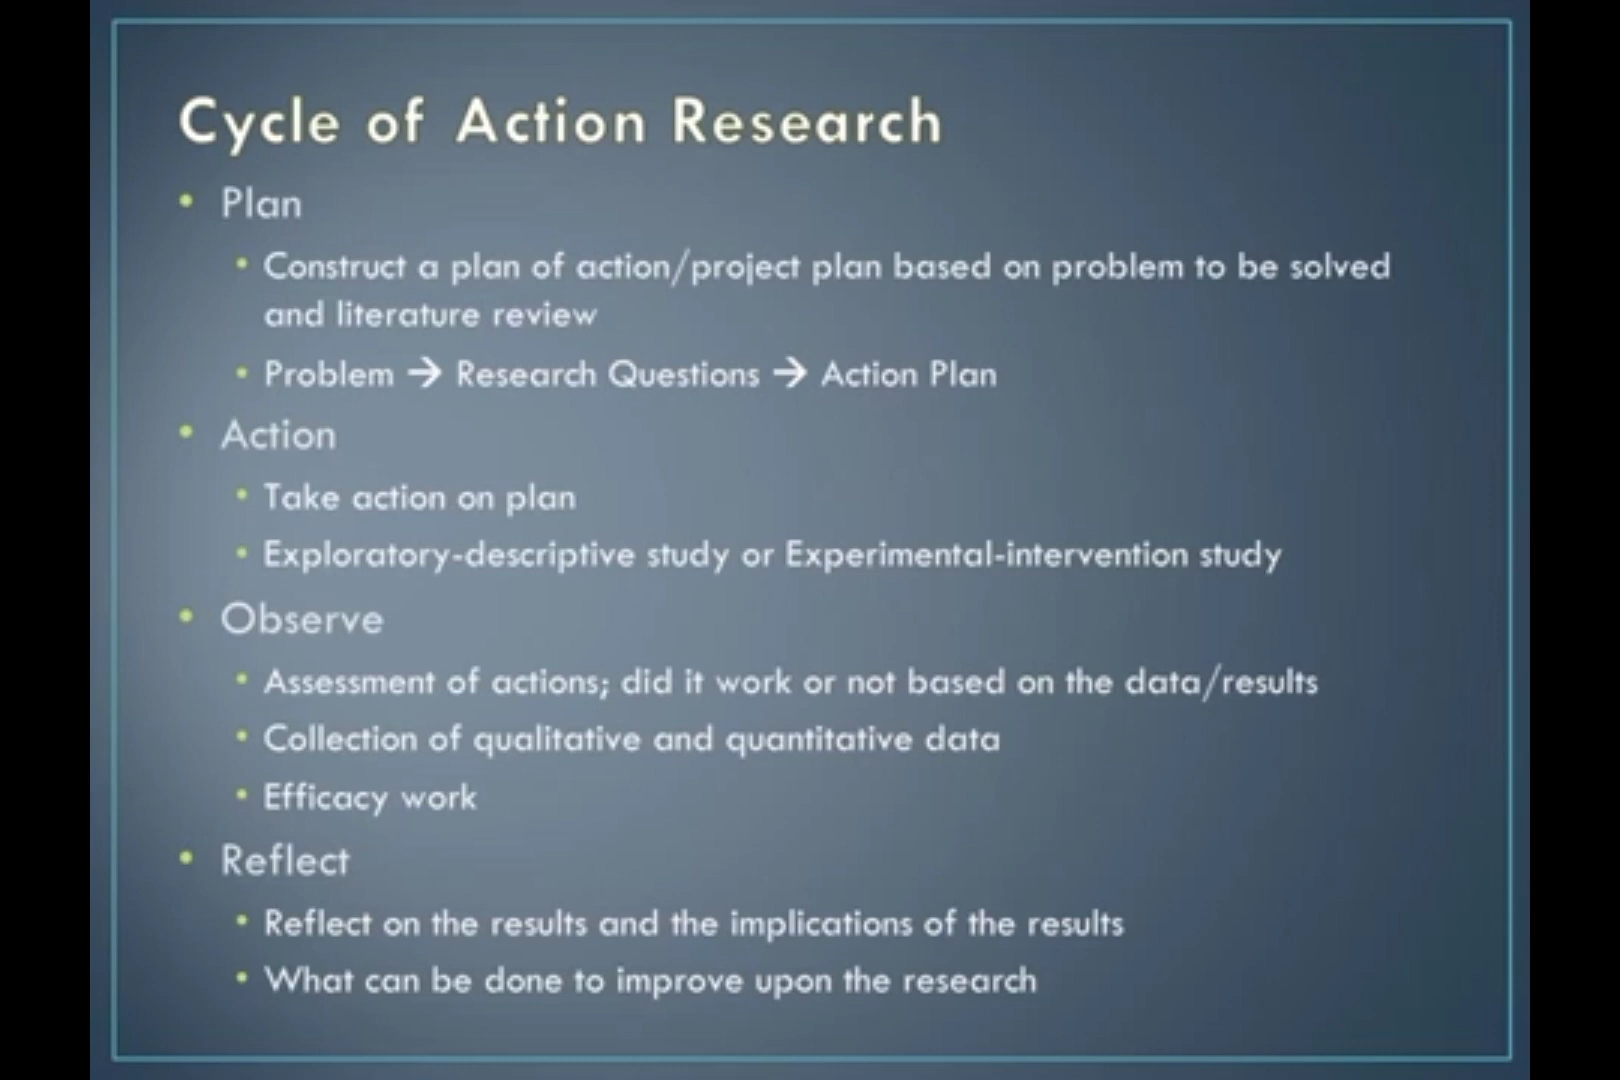 Cycle of Action Research
• Plan
• Construct a plan of action/project plan based on problem to be solved
and literature review
• Problem → Research Questions → Action Plan
• Action
• Take action on plan
• Exploratory-descriptive study or Experimental-intervention study
• Observe
• Assessment of actions; did it work or not based on the data/results
• Collection of qualitative and quantitative data
• Efficacy work
• Reflect
• Reflect on the results and the implications of the results
• What can be done to improve upon the research